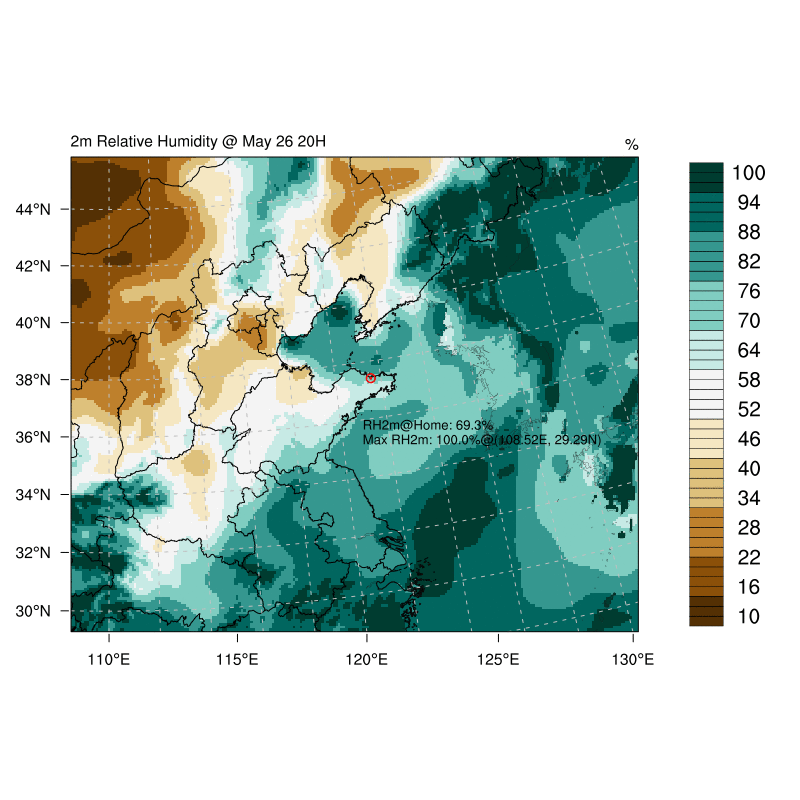 2m Relative Humidity @ May 26 20H
%
44°N
42°N
40°N
38°N
36°N
34°N
32°N
30°N
110°E
115°E
120°E
125°E
130°E
RH2m@Home: 69.3%
Max RH2m: 100.0%@(108.52E, 29.29N)
100
94
88
82
76
70
64
58
52
46
40
34
28
22
16
10